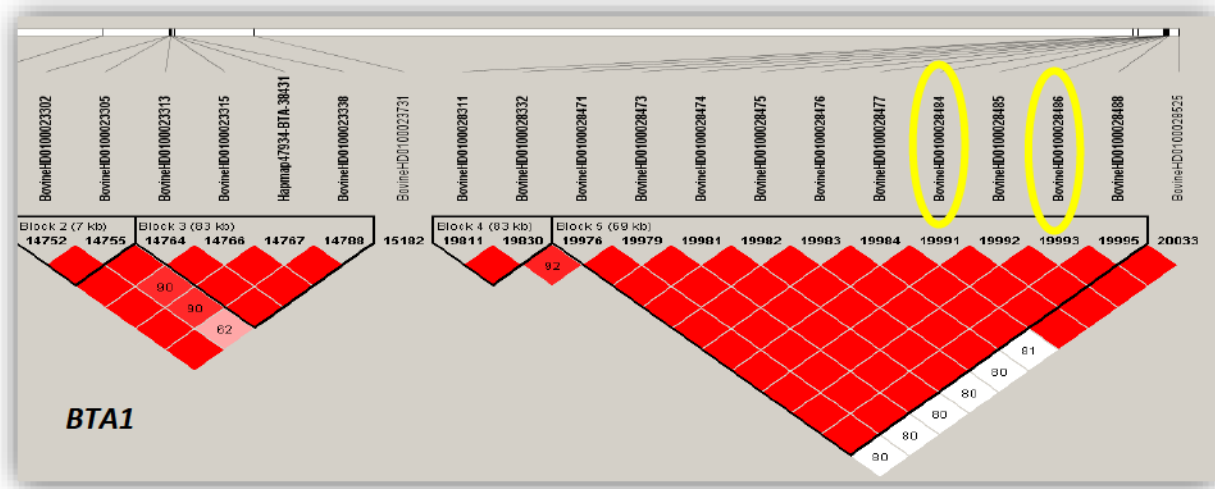 BovineHD0100023302
BovineHD0100023305
BovineHD0100023313
BovineHD0100023315
Hapmap47934-BTA-38431
BovineHD0100023338
BovineHD0100023731
BovineHD0100028311
BovineHD0100028332
BovineHD0100028471
BovineHD0100028473
BovineHD0100028474
BovineHD0100028475
BovineHD0100028476
BovineHD0100028477
BovineHD0100028484
BovineHD0100028485
BovineHD0100028486
BovineHD0100028488
BovineHD0100028525
Block 2 (7 kb) Block 3 (83 kb) Block 4 (83 kb) Block 5 (69 kb)
14752 14755 14764 14766 14767 14788 15182 19811 19830 19976 19979 19981 19982 19983 19984 19991 19992 19993 19995 20033
92
90
90
62
81
80
80
80
80
80
BTA1